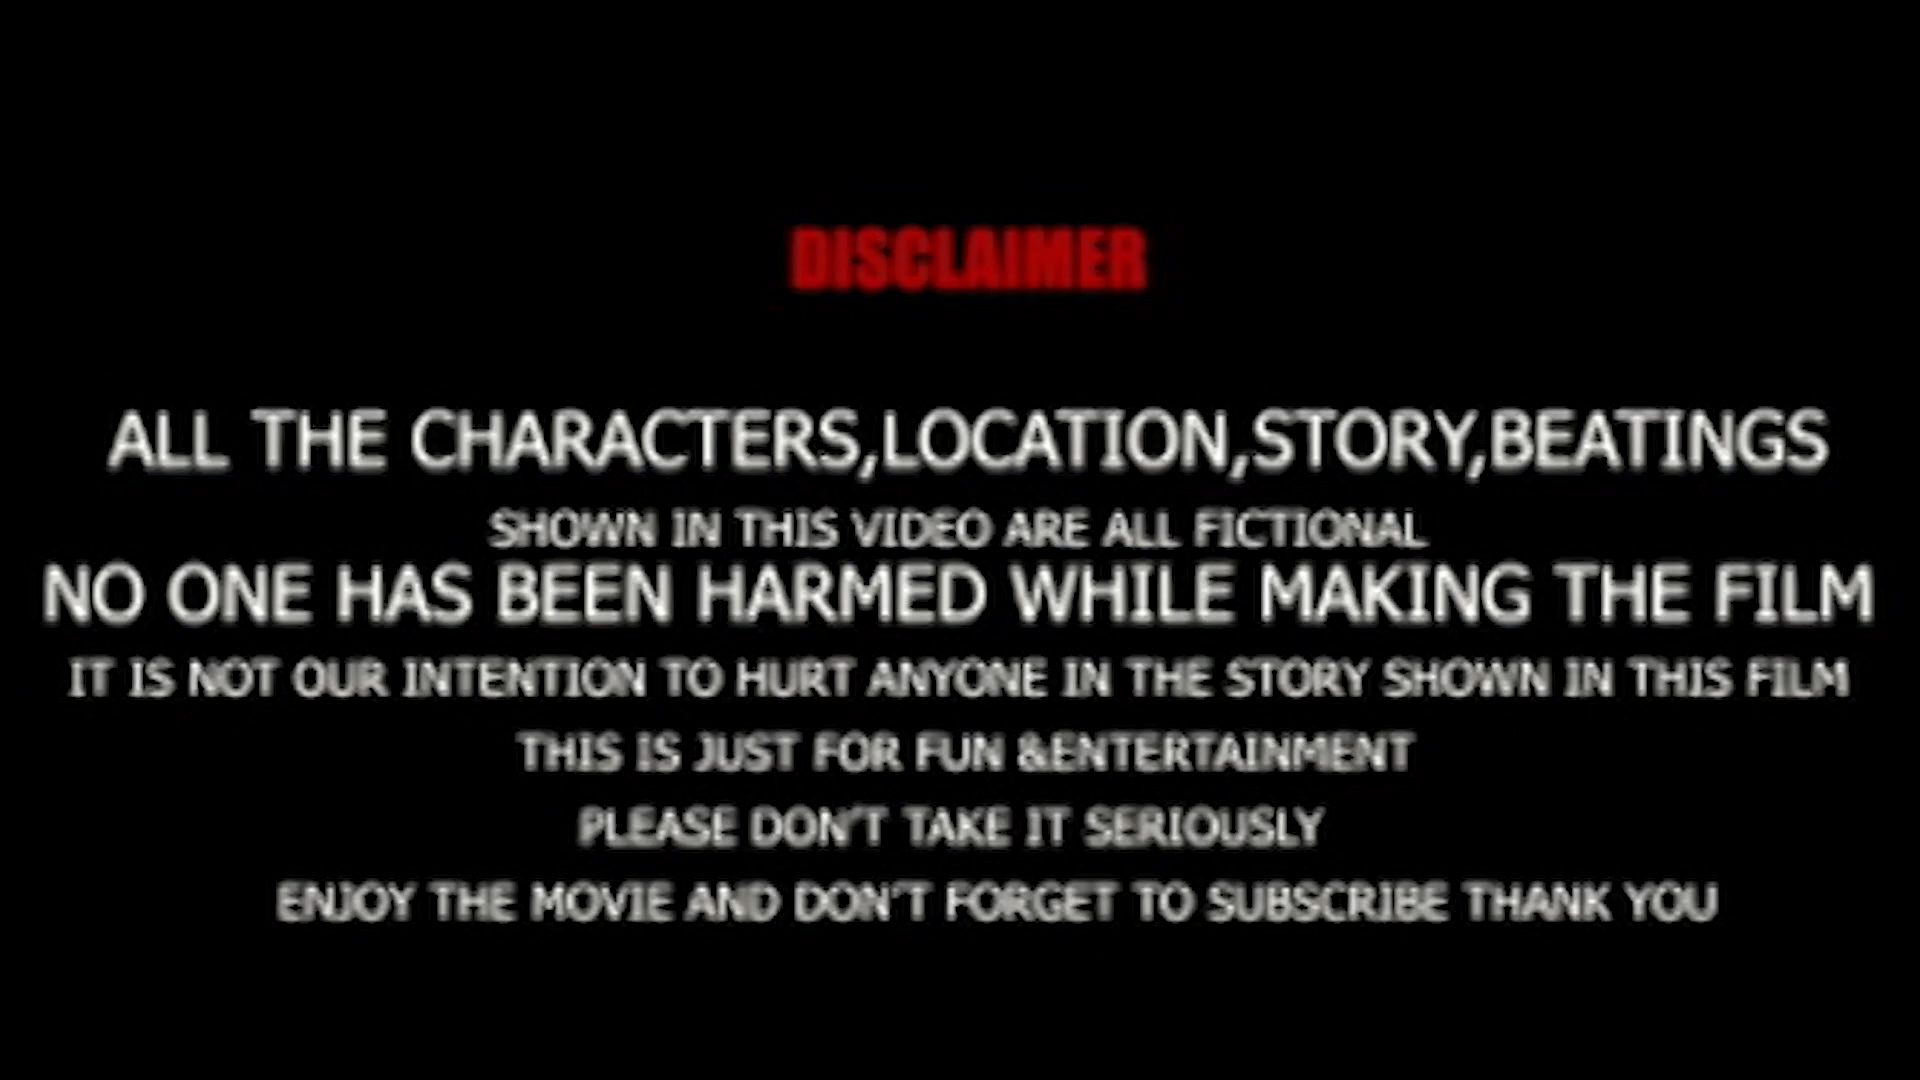 DISCLAIMER
ALL THE CHARACTERS,LOCATION,STORY,BEATINGS
SHOWN IN THIS VIDEO ARE ALL FICTIONAL
NO ONE HAS BEEN HARMED WHILE MAKING THE FILM
IT IS NOT OUR INTENTION TO HURT ANYONE IN THE STORY SHOWN IN THIS FILM
THIS IS JUST FOR FUN &ENTERTAINMENT
PLEASE DON'T TAKE IT SERIOUSLY
ENJOY THE MOVIE AND DON'T FORGET TO SUBSCRIBE THANK YOU